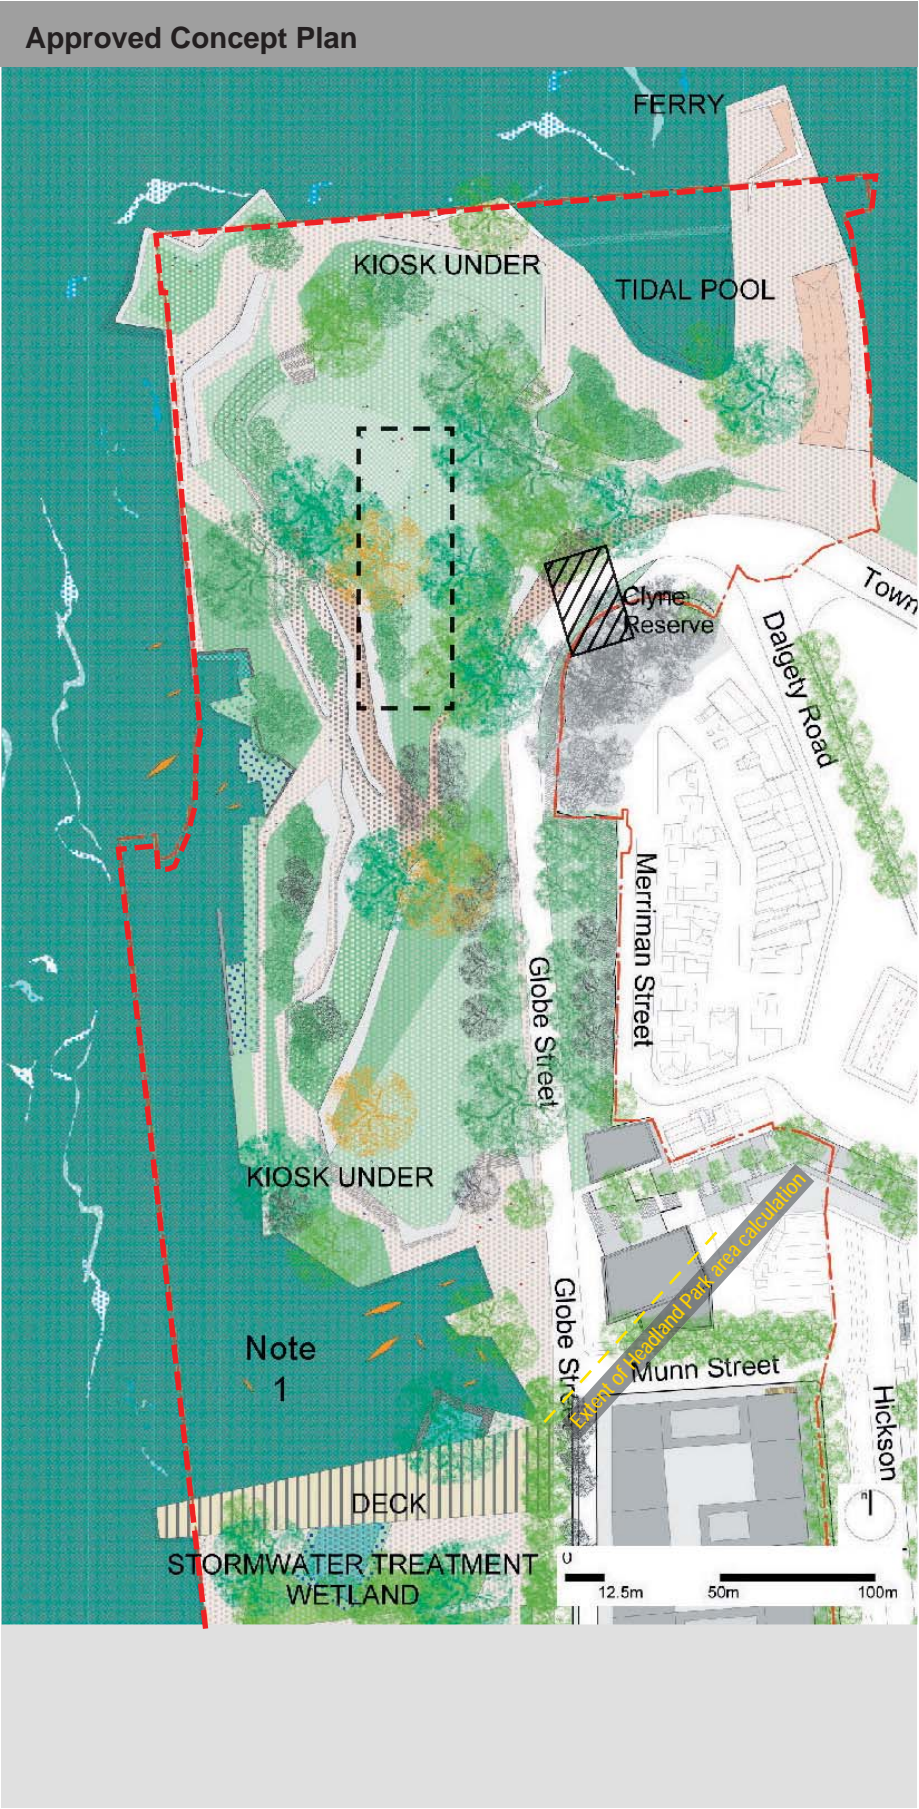 Approved Concept Plan
FERRY
KIOSK UNDER
TIDAL POOL
Town
Clyne
Reserve
Dalgety Road
Merriman Street
Globe Street
KIOSK UNDER
Extent of Headland Park area calculation
Globe Str
Note
1
Munn Street
Hickson
DECK
STORMWATER TREATMENT
WETLAND
0
12.5m
50m
100m